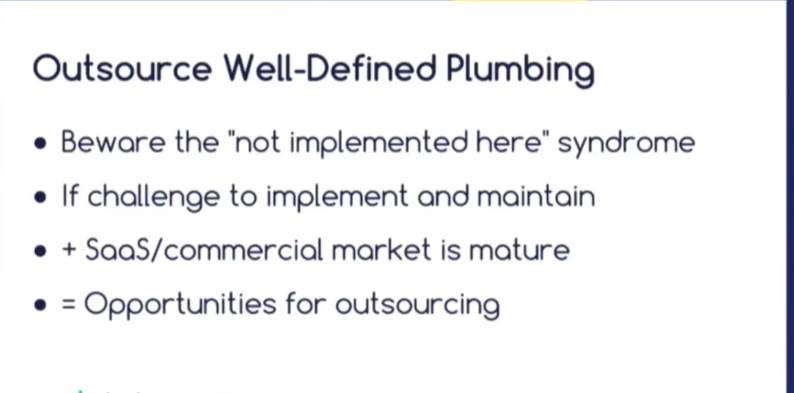 Outsource Well-Defined Plumbing
• Beware the "not implemented here" syndrome
• If challenge to implement and maintain
• + SaaS/commercial market is mature
• = Opportunities for outsourcing